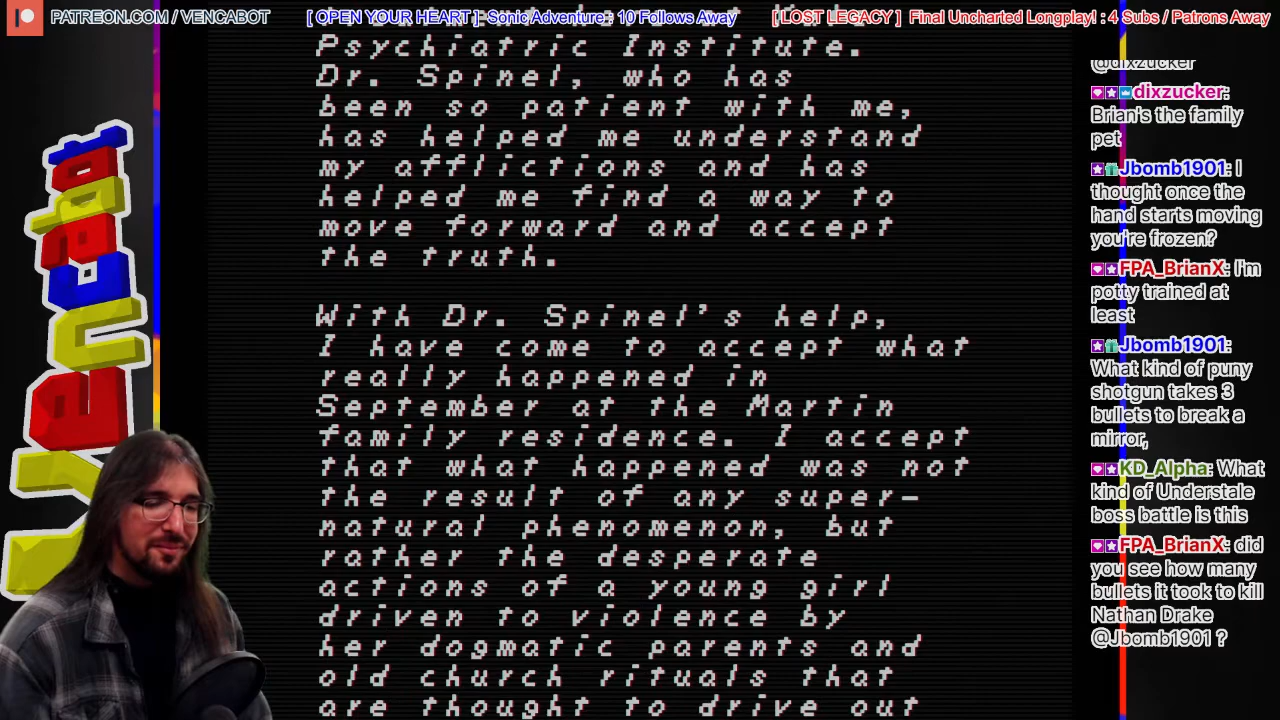 PATREON.COM / VENCABOT
[ OPEN YOUR HEART ] Sonic Adventure : 10 Follows Away
[ LOST LEGACY ] Final Uncharted Longplay! : 4 Subs / Patrons Away
Psychiatric Institute.
Dr. Spinel, who has
been so patient with me,
has helped me understand
my afflictions and has
helped me find a way to
move forward and accept
the truth.
With Dr. Spinel's help,
I have come to accept what
really happened in
September at the Martin
family residence. I accept
that what happened was not
the result of any super-
natural phenomenon, but
rather the desperate
actions of a young girl
driven to violence by
her dogmatic parents and
old church rituals that
are thought to drive out
@dixzucker
dixzucker:
Brian's the family
pet
Jbomb1901: I
thought once the
hand starts moving
you're frozen?
FPA_BrianX: I'm
potty trained at
least
Jbomb1901:
What kind of puny
shotgun takes 3
bullets to break a
mirror,
KD_Alpha: What
kind of Understale
boss battle is this
FPA_BrianX: did
you see how many
bullets it took to kill
Nathan Drake
@Jbomb1901 ?